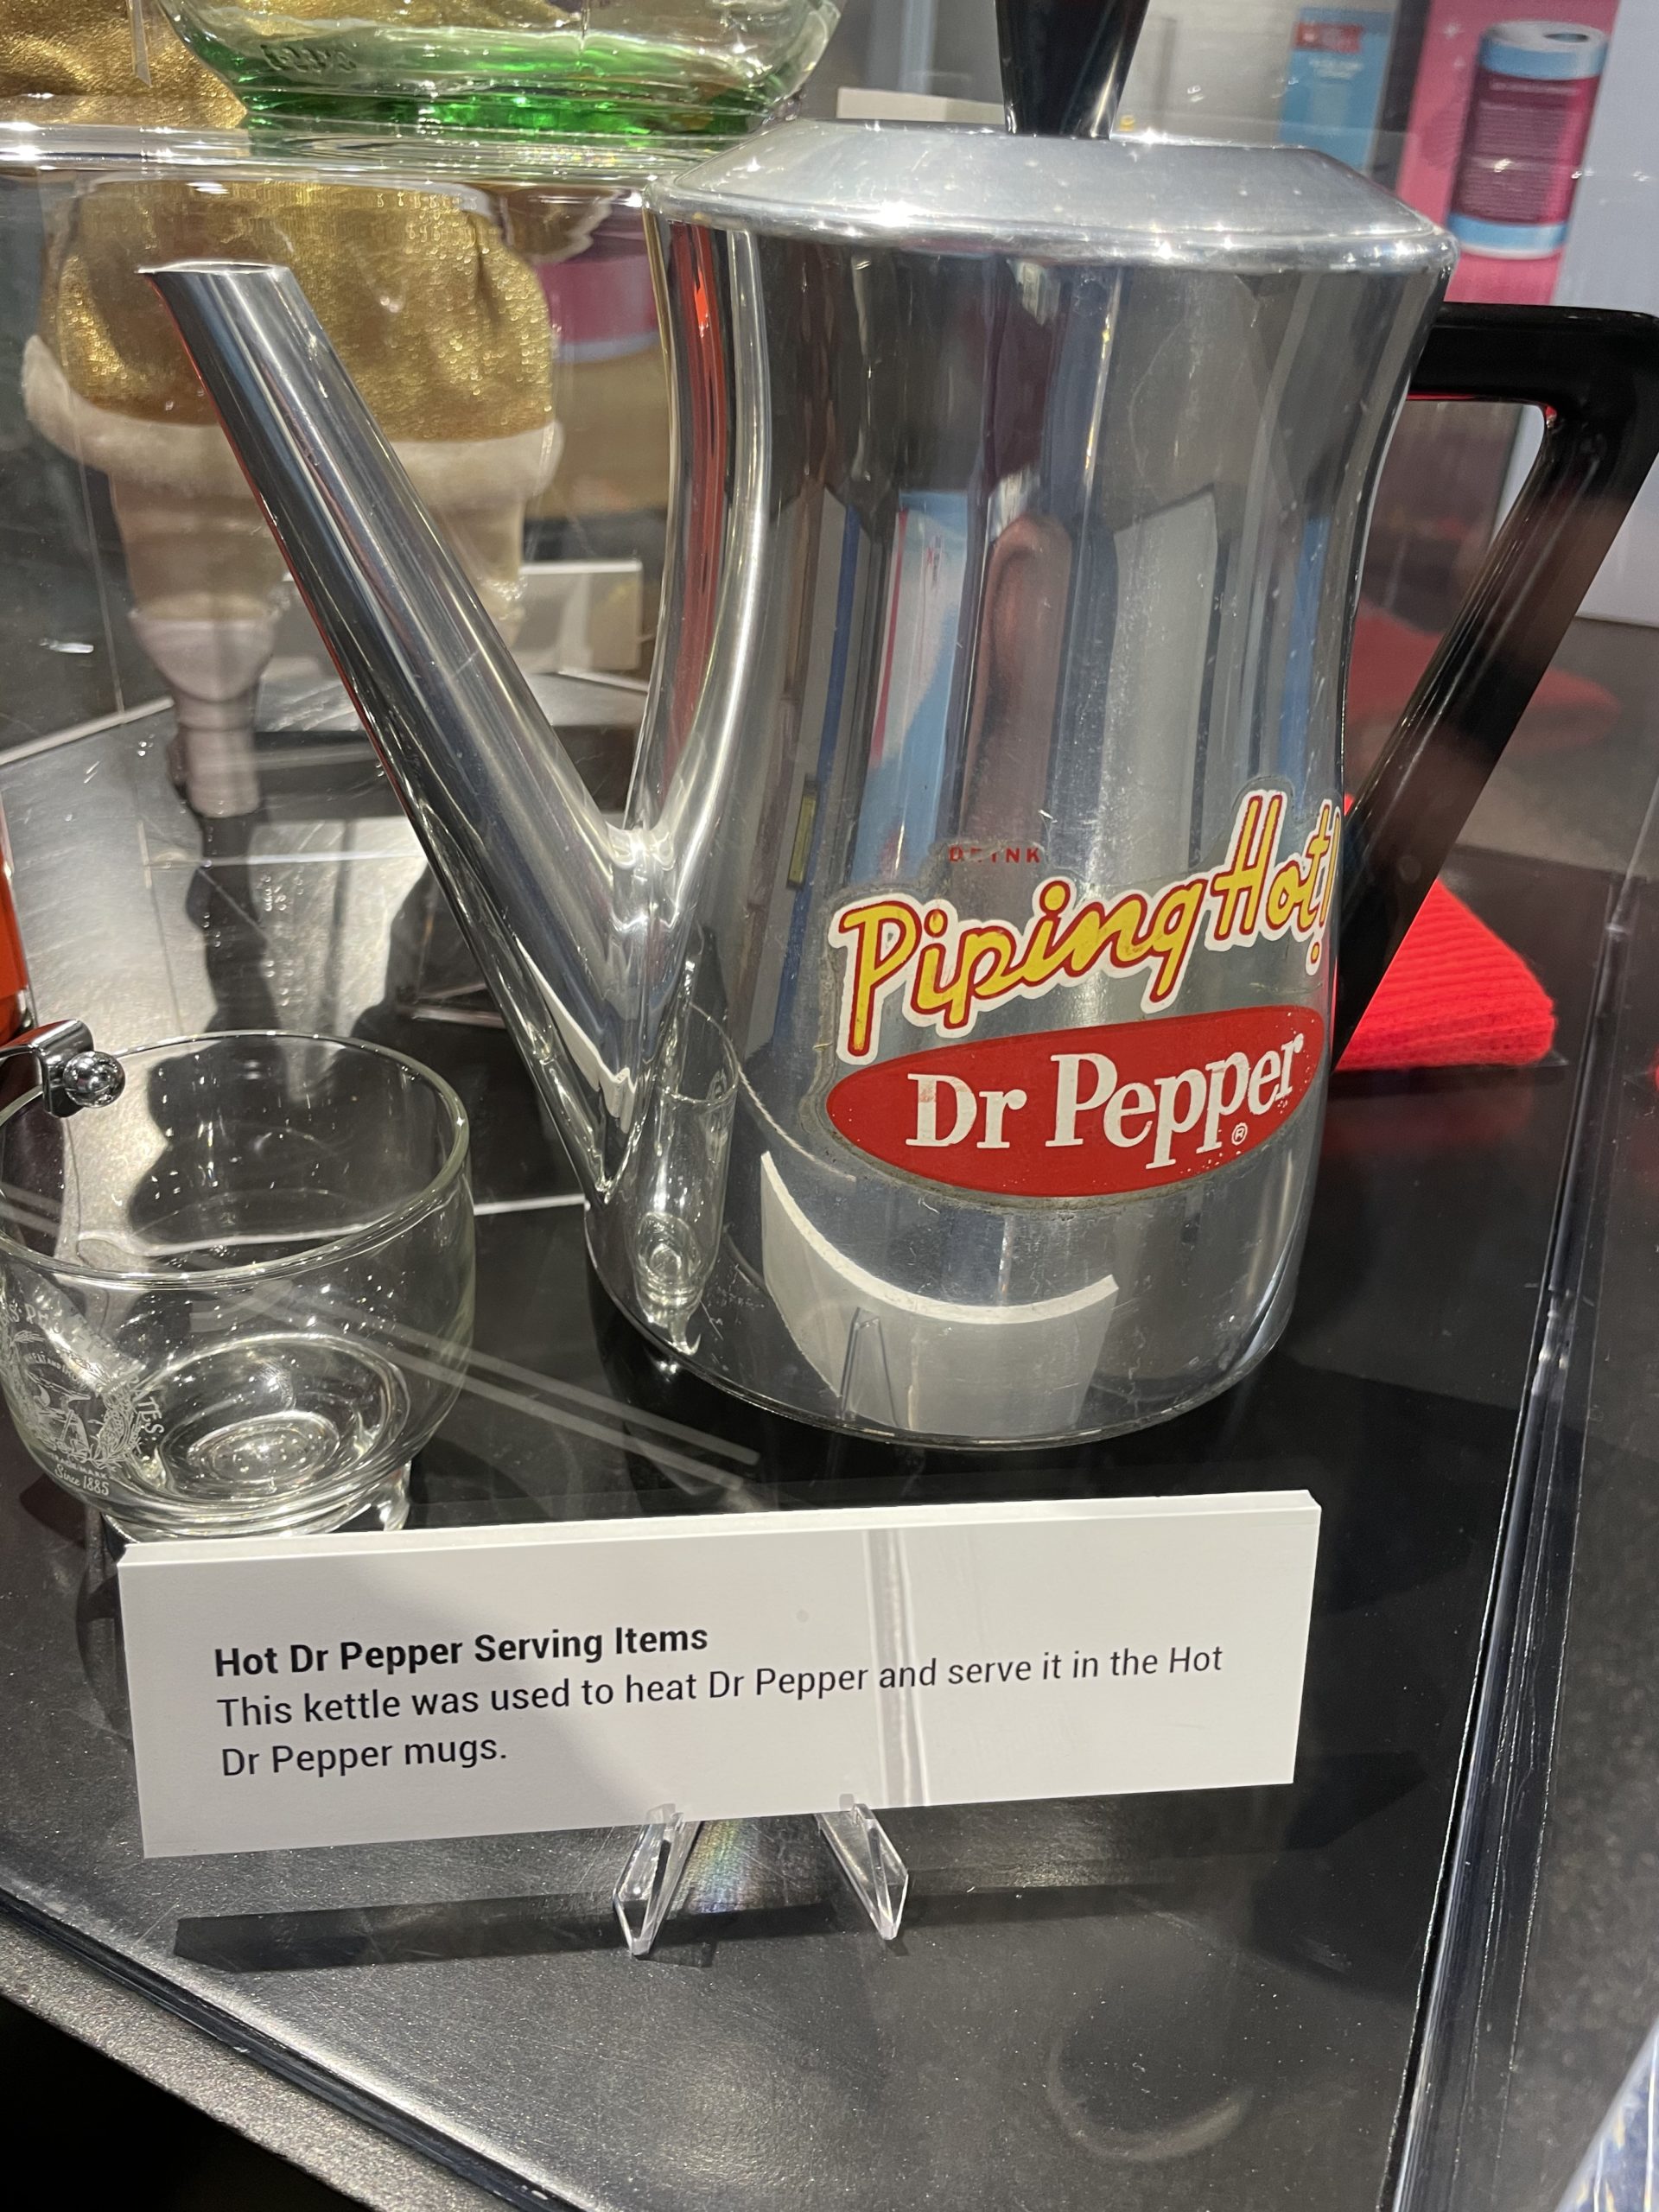 DRINK
Piping Hot!
Dr Pepper®
Since 1885
Hot Dr Pepper Serving Items
This kettle was used to heat Dr Pepper and serve it in the Hot
Dr Pepper mugs.